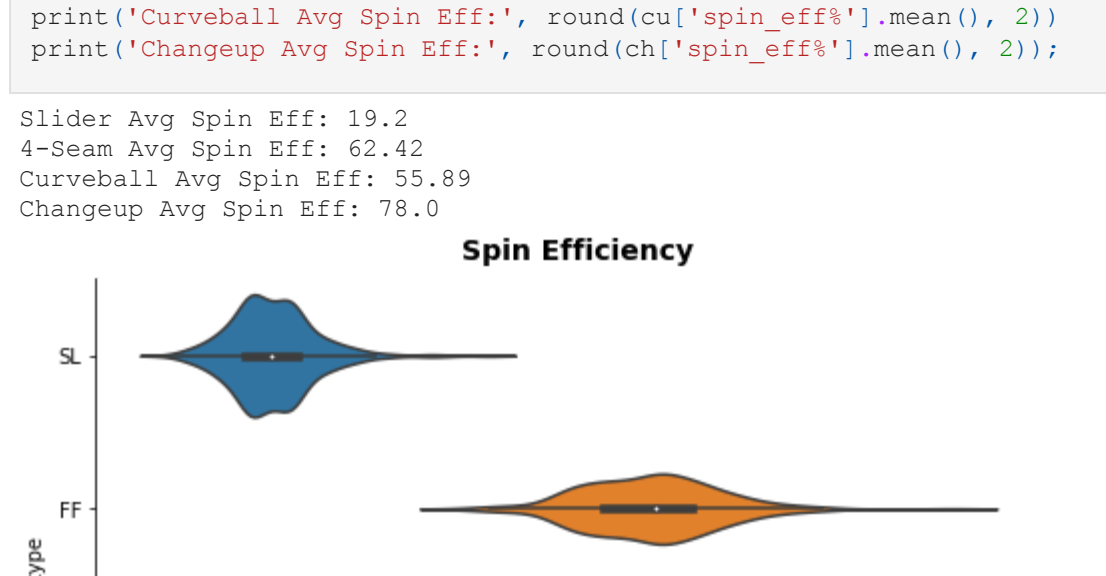 print('Curveball Avg Spin Eff:', round(cu['spin_eff%'].mean(), 2))
print('Changeup Avg Spin Eff:', round(ch['spin_eff%'].mean(), 2));
Slider Avg Spin Eff: 19.2
4-Seam Avg Spin Eff: 62.42
Curveball Avg Spin Eff: 55.89
Changeup Avg Spin Eff: 78.0
Spin Efficiency
SL
FF